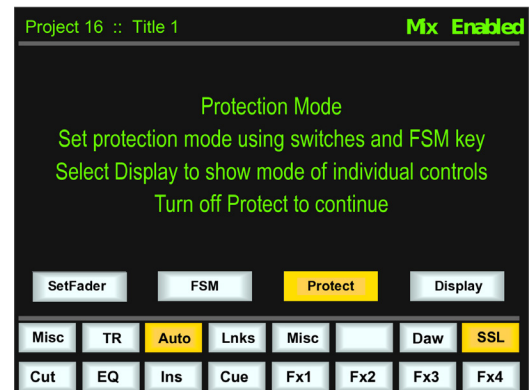 Project 16 :: Title 1 Mix Enabled
Protection Mode
Set protection mode using switches and FSM key
Select Display to show mode of individual controls
Turn off Protect to continue
SetFader FSM Protect Display
Misc TR Auto Lnks Misc Daw SSL
Cut EQ Ins Cue Fx1 Fx2 Fx3 Fx4